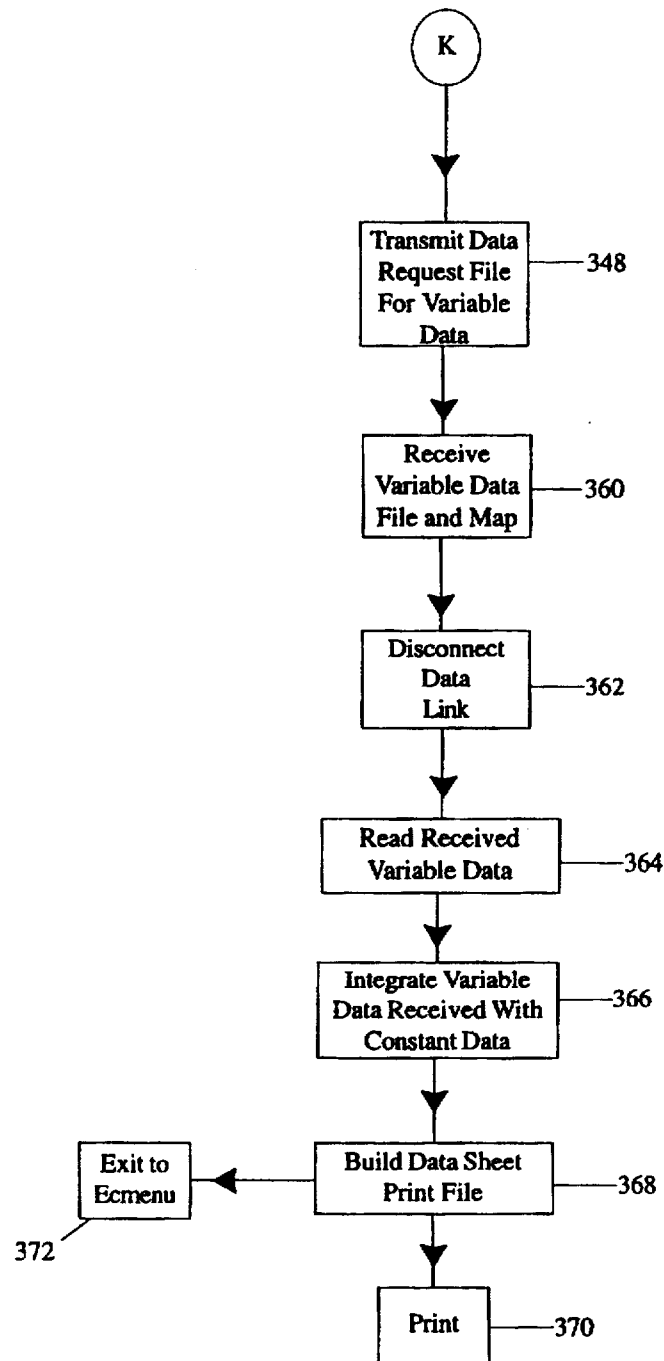 K
Transmit Data
Request File
For Variable
Data
348
Receive
Variable Data
File and Map
360
Disconnect
Data
Link
362
Read Received
Variable Data
364
Integrate Variable
Data Received With
Constant Data
366
Exit to
Ecmenu
372
Build Data Sheet
Print File
368
Print
370